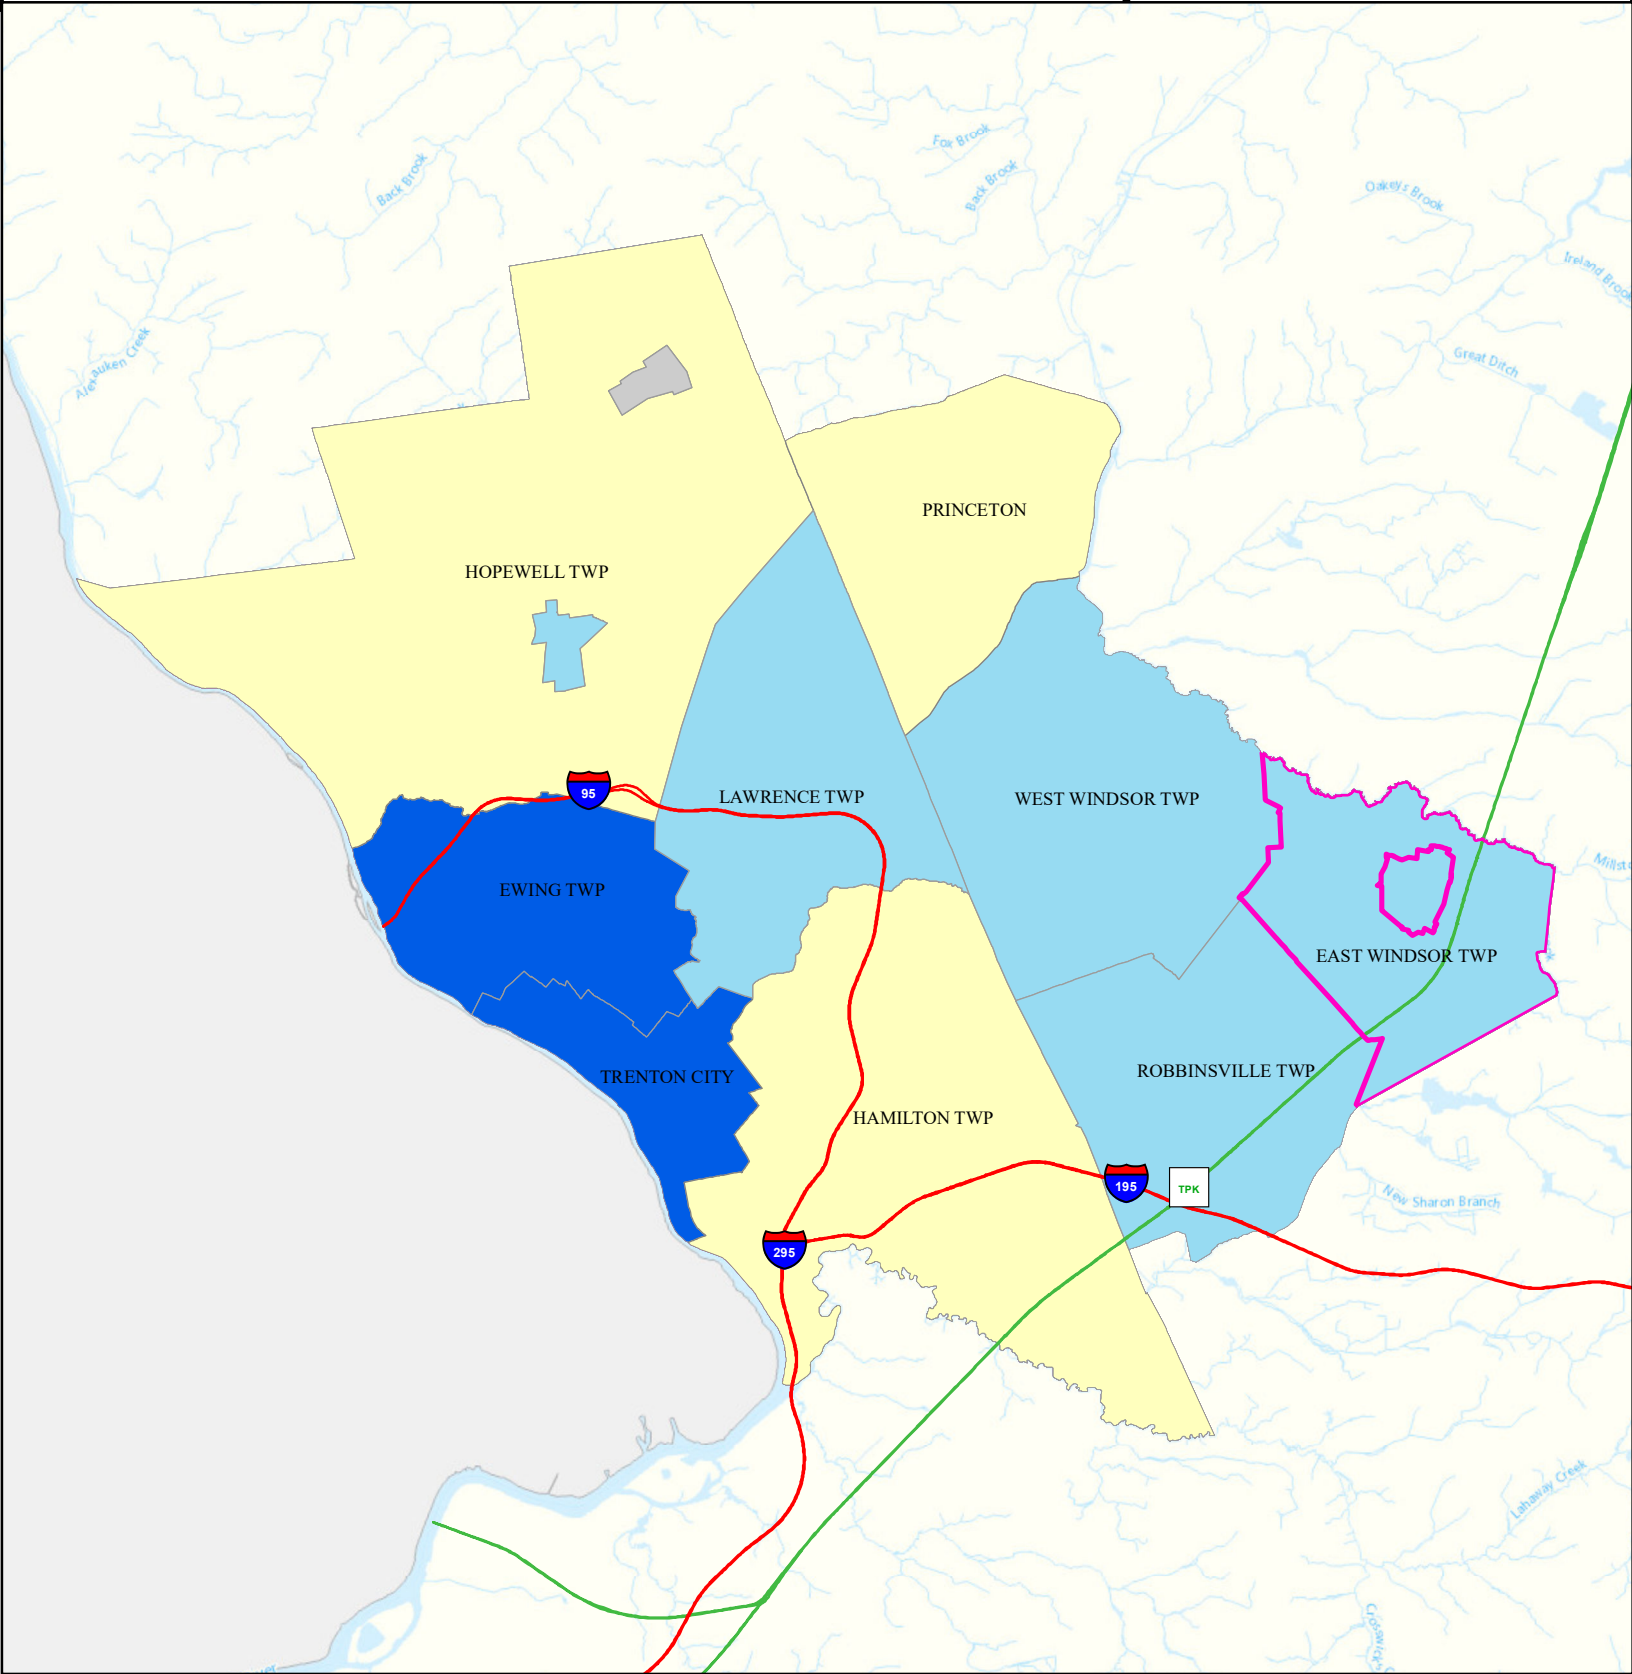 Fox Brook
Back Brook
Back Brook
Oakeys Brook
Ireland Brook
Alexauken Creek
Great Ditch
PRINCETON
HOPEWELL TWP
95
LAWRENCE TWP
WEST WINDSOR TWP
EWING TWP
EAST WINDSOR TWP
TRENTON CITY
ROBBINSVILLE TWP
HAMILTON TWP
195
TPK
New Sharon Branch
295
Lahaway Creek